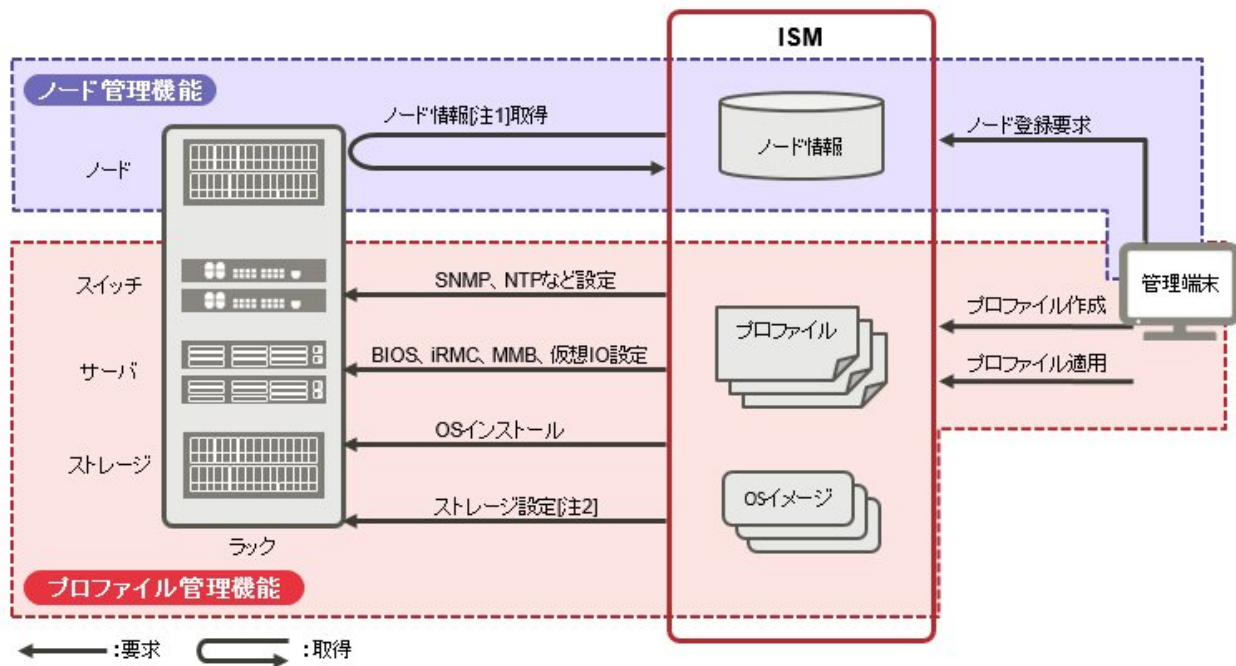 ISM
ノード管理機能
ノード情報[注1]取得
ノード登録要求
ノード情報
ノード
スイッチ
SNMP、NTPなど設定
管理端末
プロファイル作成
プロファイル
BIOS、iRMC、MMB、仮想IO設定
サーバ
プロファイル適用
OSインストール
ストレージ
OSイメージ
ストレージ設定[注2]
ラック
プロファイル管理機能
:要求
:取得